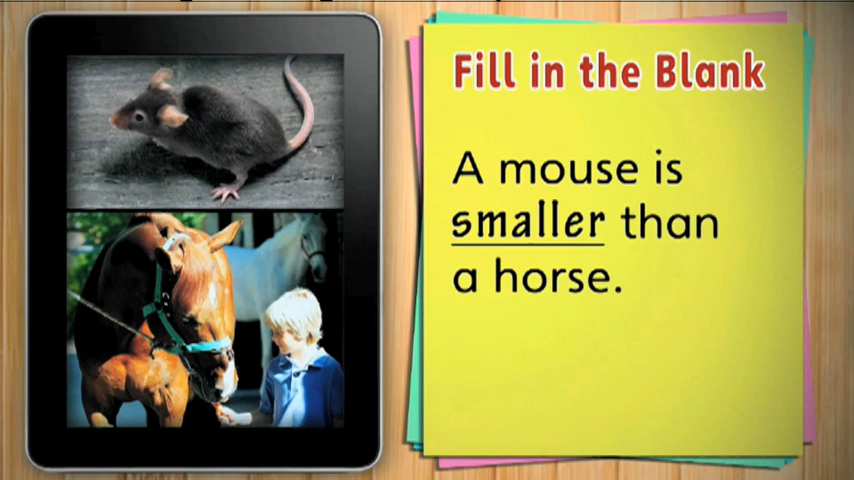 Fill in the Blank
A mouse is
smaller than
a horse.